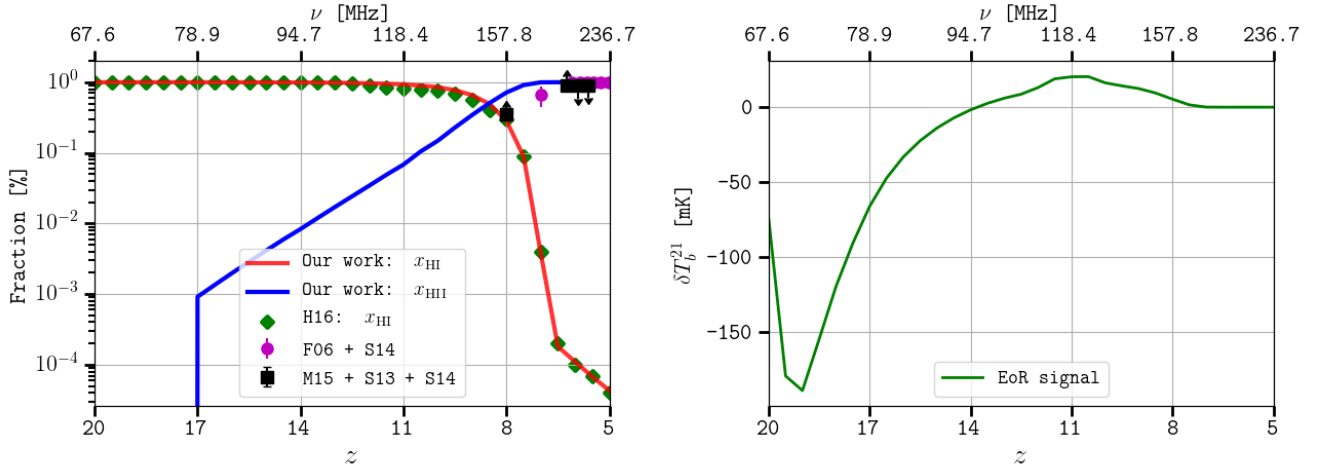 ν [MHz]
67.6 78.9 94.7 118.4 157.8 236.7
Fraction [%]
10⁰
10⁻¹
10⁻²
10⁻³
10⁻⁴
Our work: x_HI
Our work: x_HII
H16: x_HI
F06 + S14
M15 + S13 + S14
20 17 14 11 8 5
z
ν [MHz]
67.6 78.9 94.7 118.4 157.8 236.7
δT_b^21 [mK]
0
−50
−100
−150
EoR signal
20 17 14 11 8 5
z